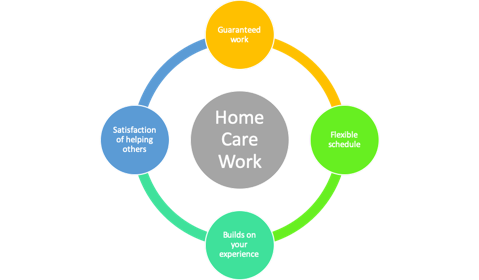 Guaranteed
work
Home
Care
Work
Flexible
schedule
Builds on
your
experience
Satisfaction
of helping
others